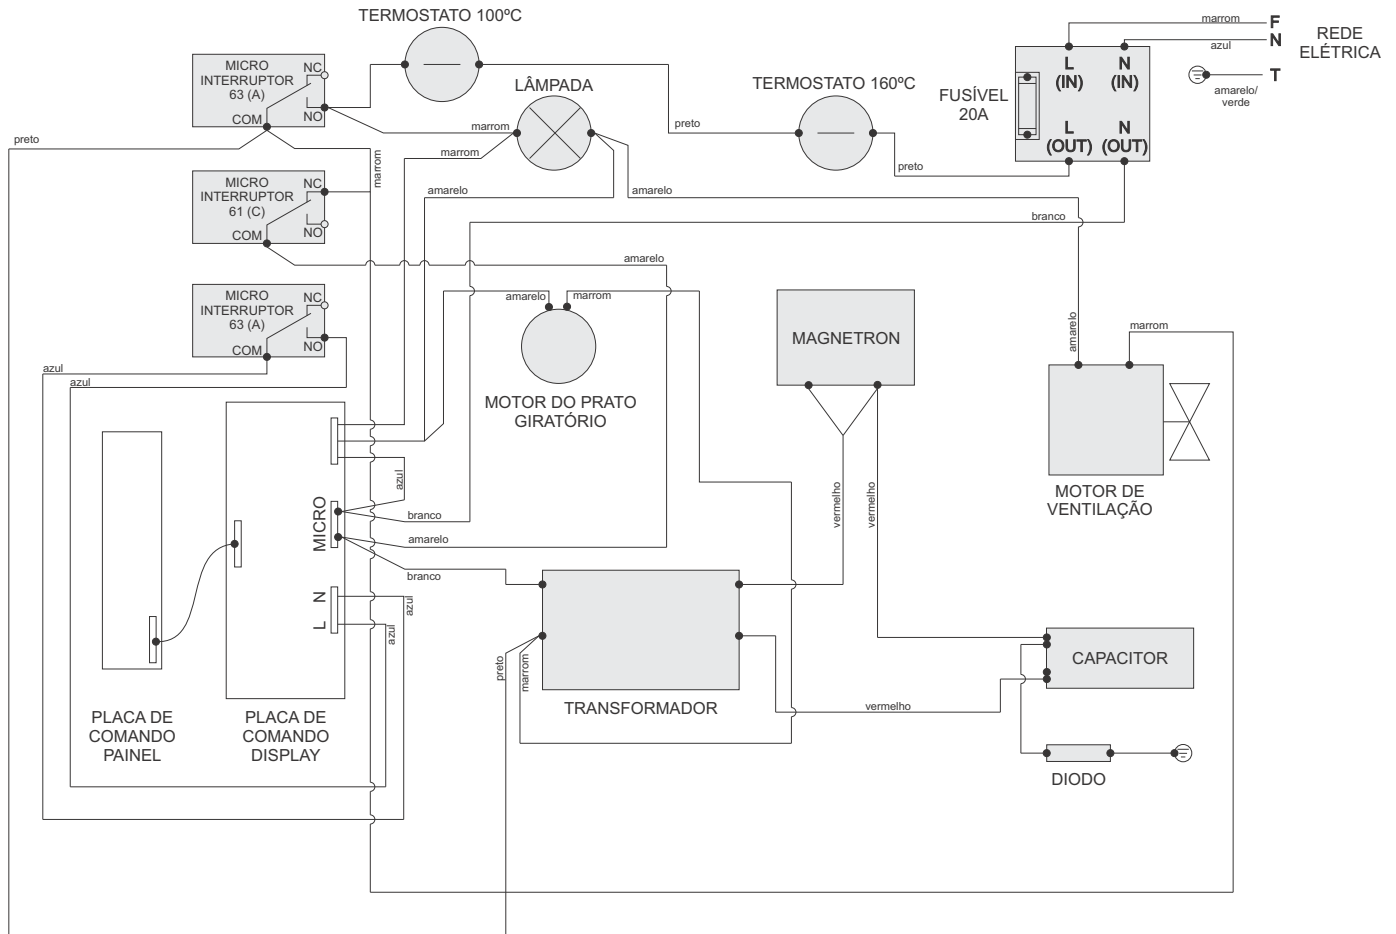 TERMOSTATO 100ºC
marrom
F
REDE
ELÉTRICA
azul
N
T
amarelo/
verde
L
(IN)
N
(IN)
L
(OUT)
N
(OUT)
FUSÍVEL
20A
MICRO
INTERRUPTOR
63 (A)
NC
NO
COM
LÂMPADA
TERMOSTATO 160ºC
preto
marrom
marrom
preto
preto
marrom
MICRO
INTERRUPTOR
61 (C)
NC
NO
COM
amarelo
amarelo
branco
amarelo
MICRO
INTERRUPTOR
63 (A)
NC
NO
COM
amarelo
marrom
azul
azul
MAGNETRON
amarelo
marrom
MOTOR DO PRATO
GIRATÓRIO
azul
branco
amarelo
branco
MICRO
N
L
azul
azul
vermelho
vermelho
MOTOR DE
VENTILAÇÃO
preto
marrom
TRANSFORMADOR
vermelho
CAPACITOR
DIODO
PLACA DE
COMANDO
PAINEL
PLACA DE
COMANDO
DISPLAY